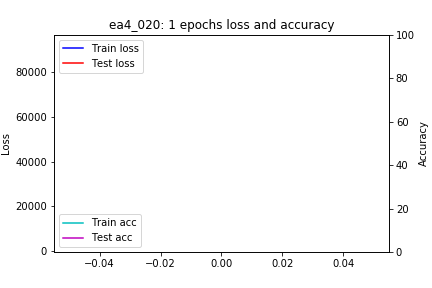 ea4_020: 1 epochs loss and accuracy
Train loss
Test loss
Train acc
Test acc
Loss
80000
60000
40000
20000
0
Accuracy
100
80
60
40
20
0
−0.04
−0.02
0.00
0.02
0.04